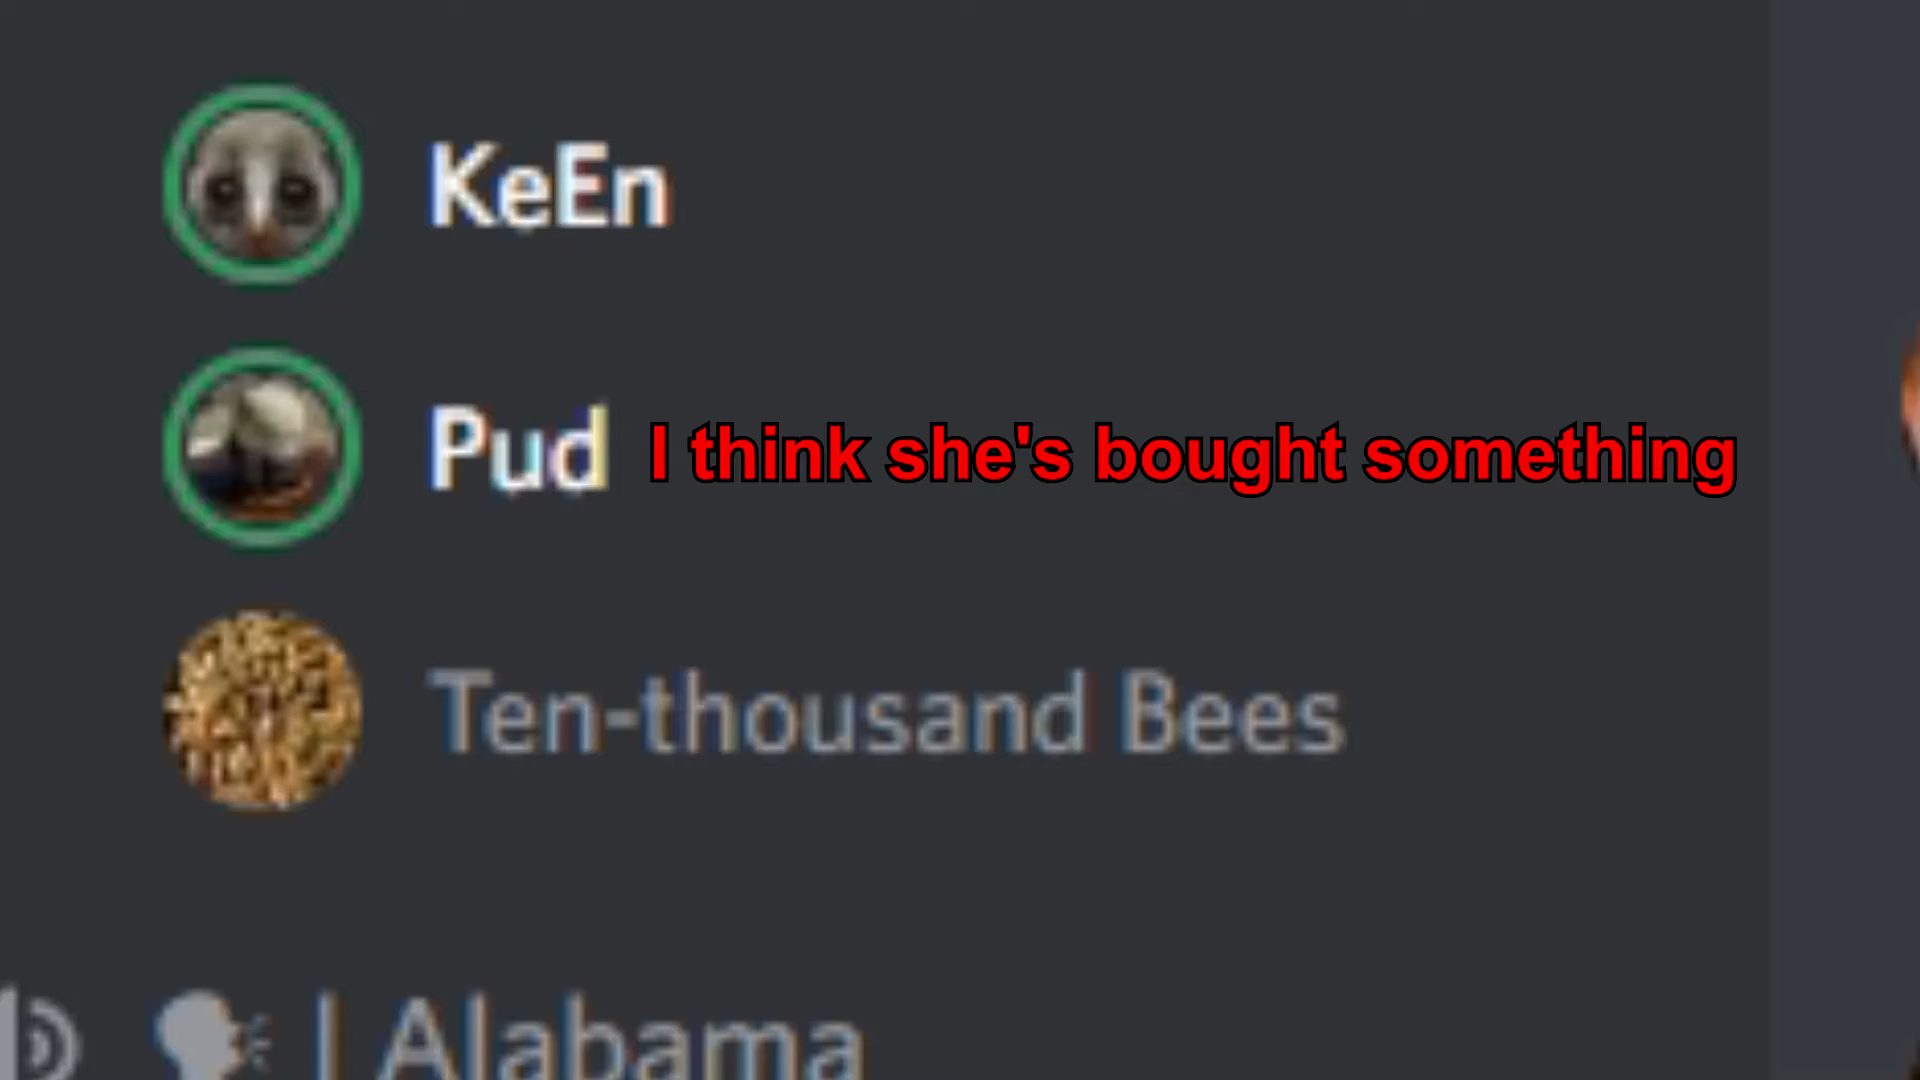 KeEn
Pud I think she's bought something
Ten-thousand Bees
| Alabama